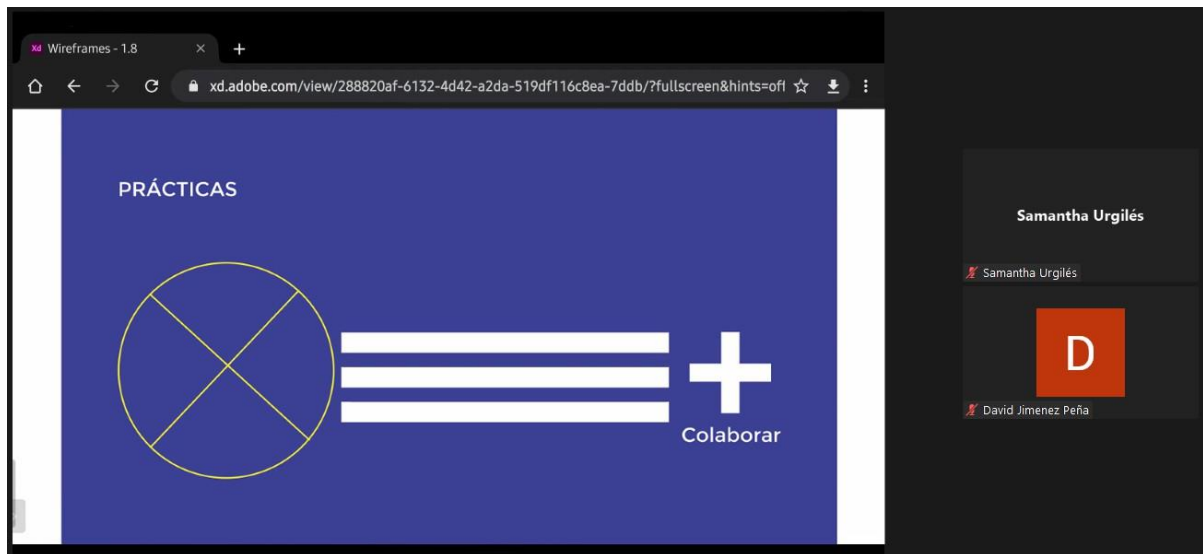 Xd Wireframes - 1.8
xd.adobe.com/view/288820af-6132-4d42-a2da-519df116c8ea-7ddb/?fullscreen&hints=off
PRÁCTICAS
Colaborar
Samantha Urgilés
Samantha Urgilés
D
David Jimenez Peña